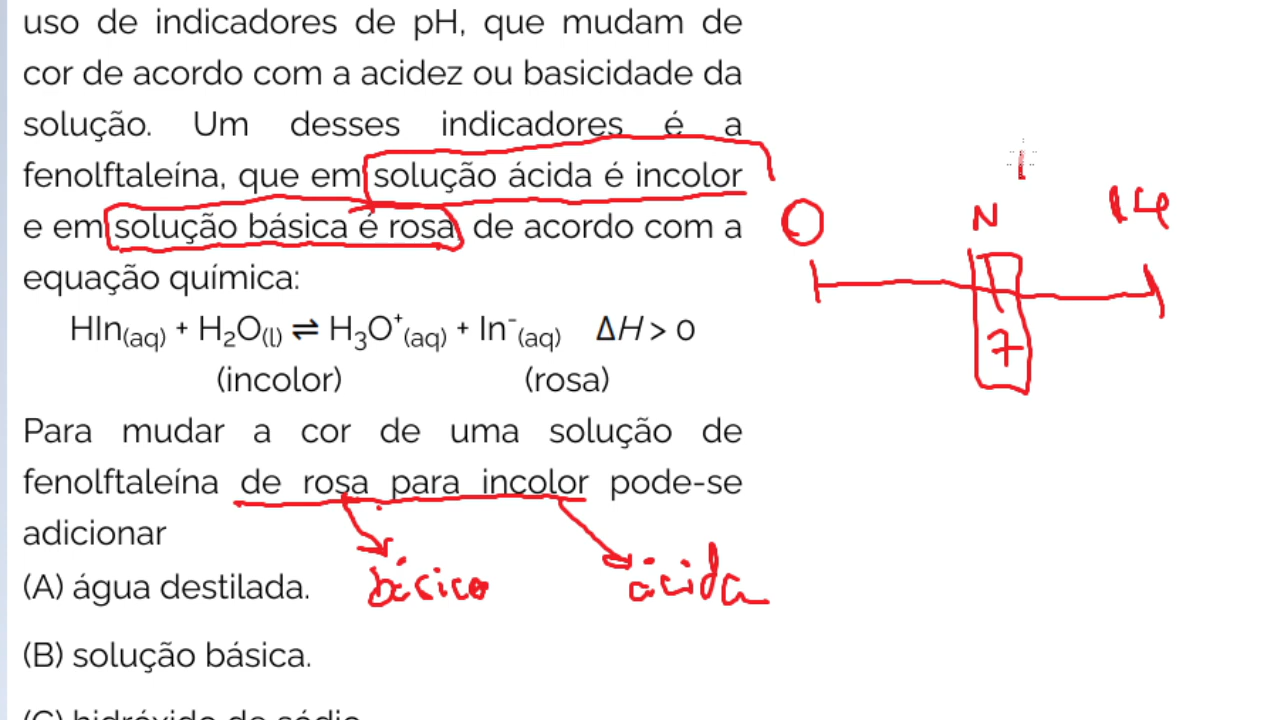 uso de indicadores de pH, que mudam de
cor de acordo com a acidez ou basicidade da
solução. Um desses indicadores é a
fenolftaleína, que em solução ácida é incolor
e em solução básica é rosa, de acordo com a
equação química:
HIn(aq) + H₂O(l) ⇌ H₃O⁺(aq) + In⁻(aq) ΔH > 0
(incolor) (rosa)
Para mudar a cor de uma solução de
fenolftaleína de rosa para incolor pode-se
adicionar
(A) água destilada.
básico ácida
(B) solução básica.
(C) hidróxido de sódio
0 N 14
7